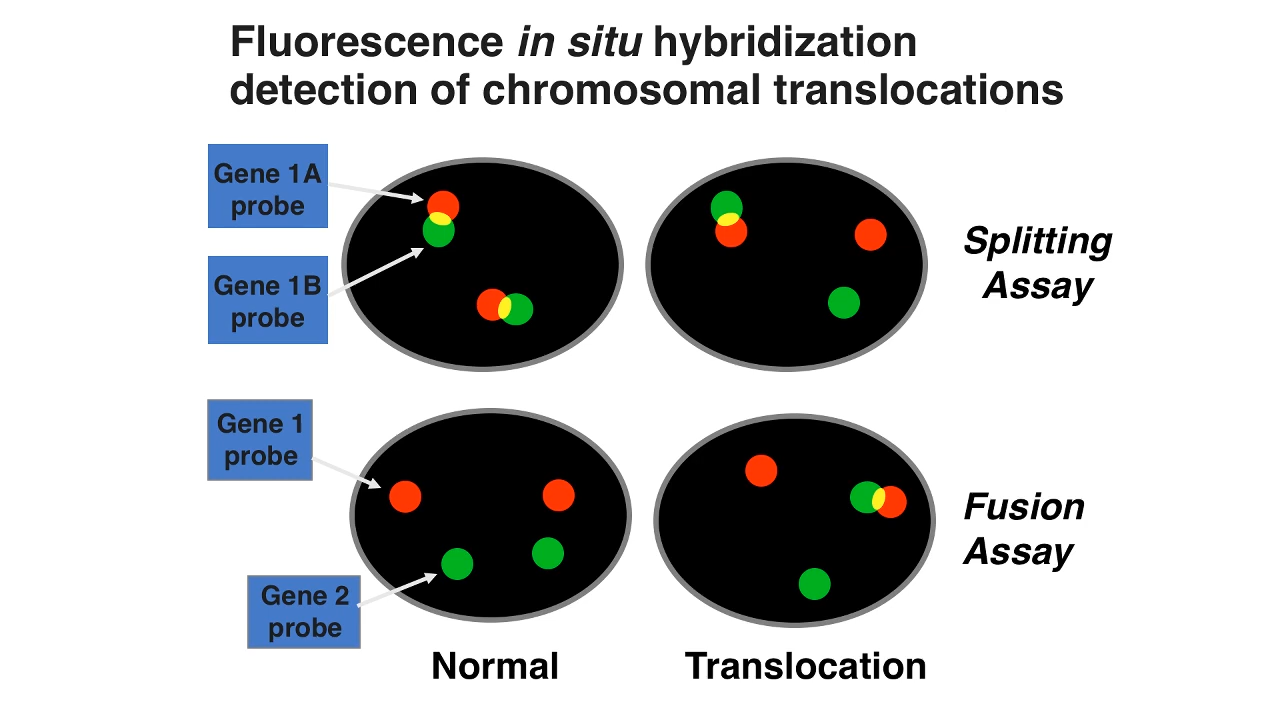 Fluorescence in situ hybridization
detection of chromosomal translocations
Gene 1A
probe
Gene 1B
probe
Splitting
Assay
Gene 1
probe
Gene 2
probe
Fusion
Assay
Normal
Translocation